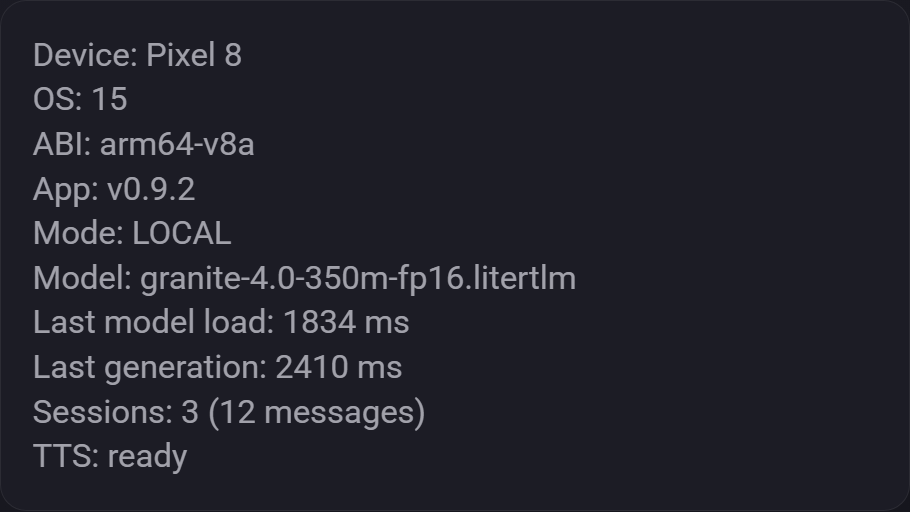 Device: Pixel 8
OS: 15
ABI: arm64-v8a
App: v0.9.2
Mode: LOCAL
Model: granite-4.0-350m-fp16.litertlm
Last model load: 1834 ms
Last generation: 2410 ms
Sessions: 3 (12 messages)
TTS: ready